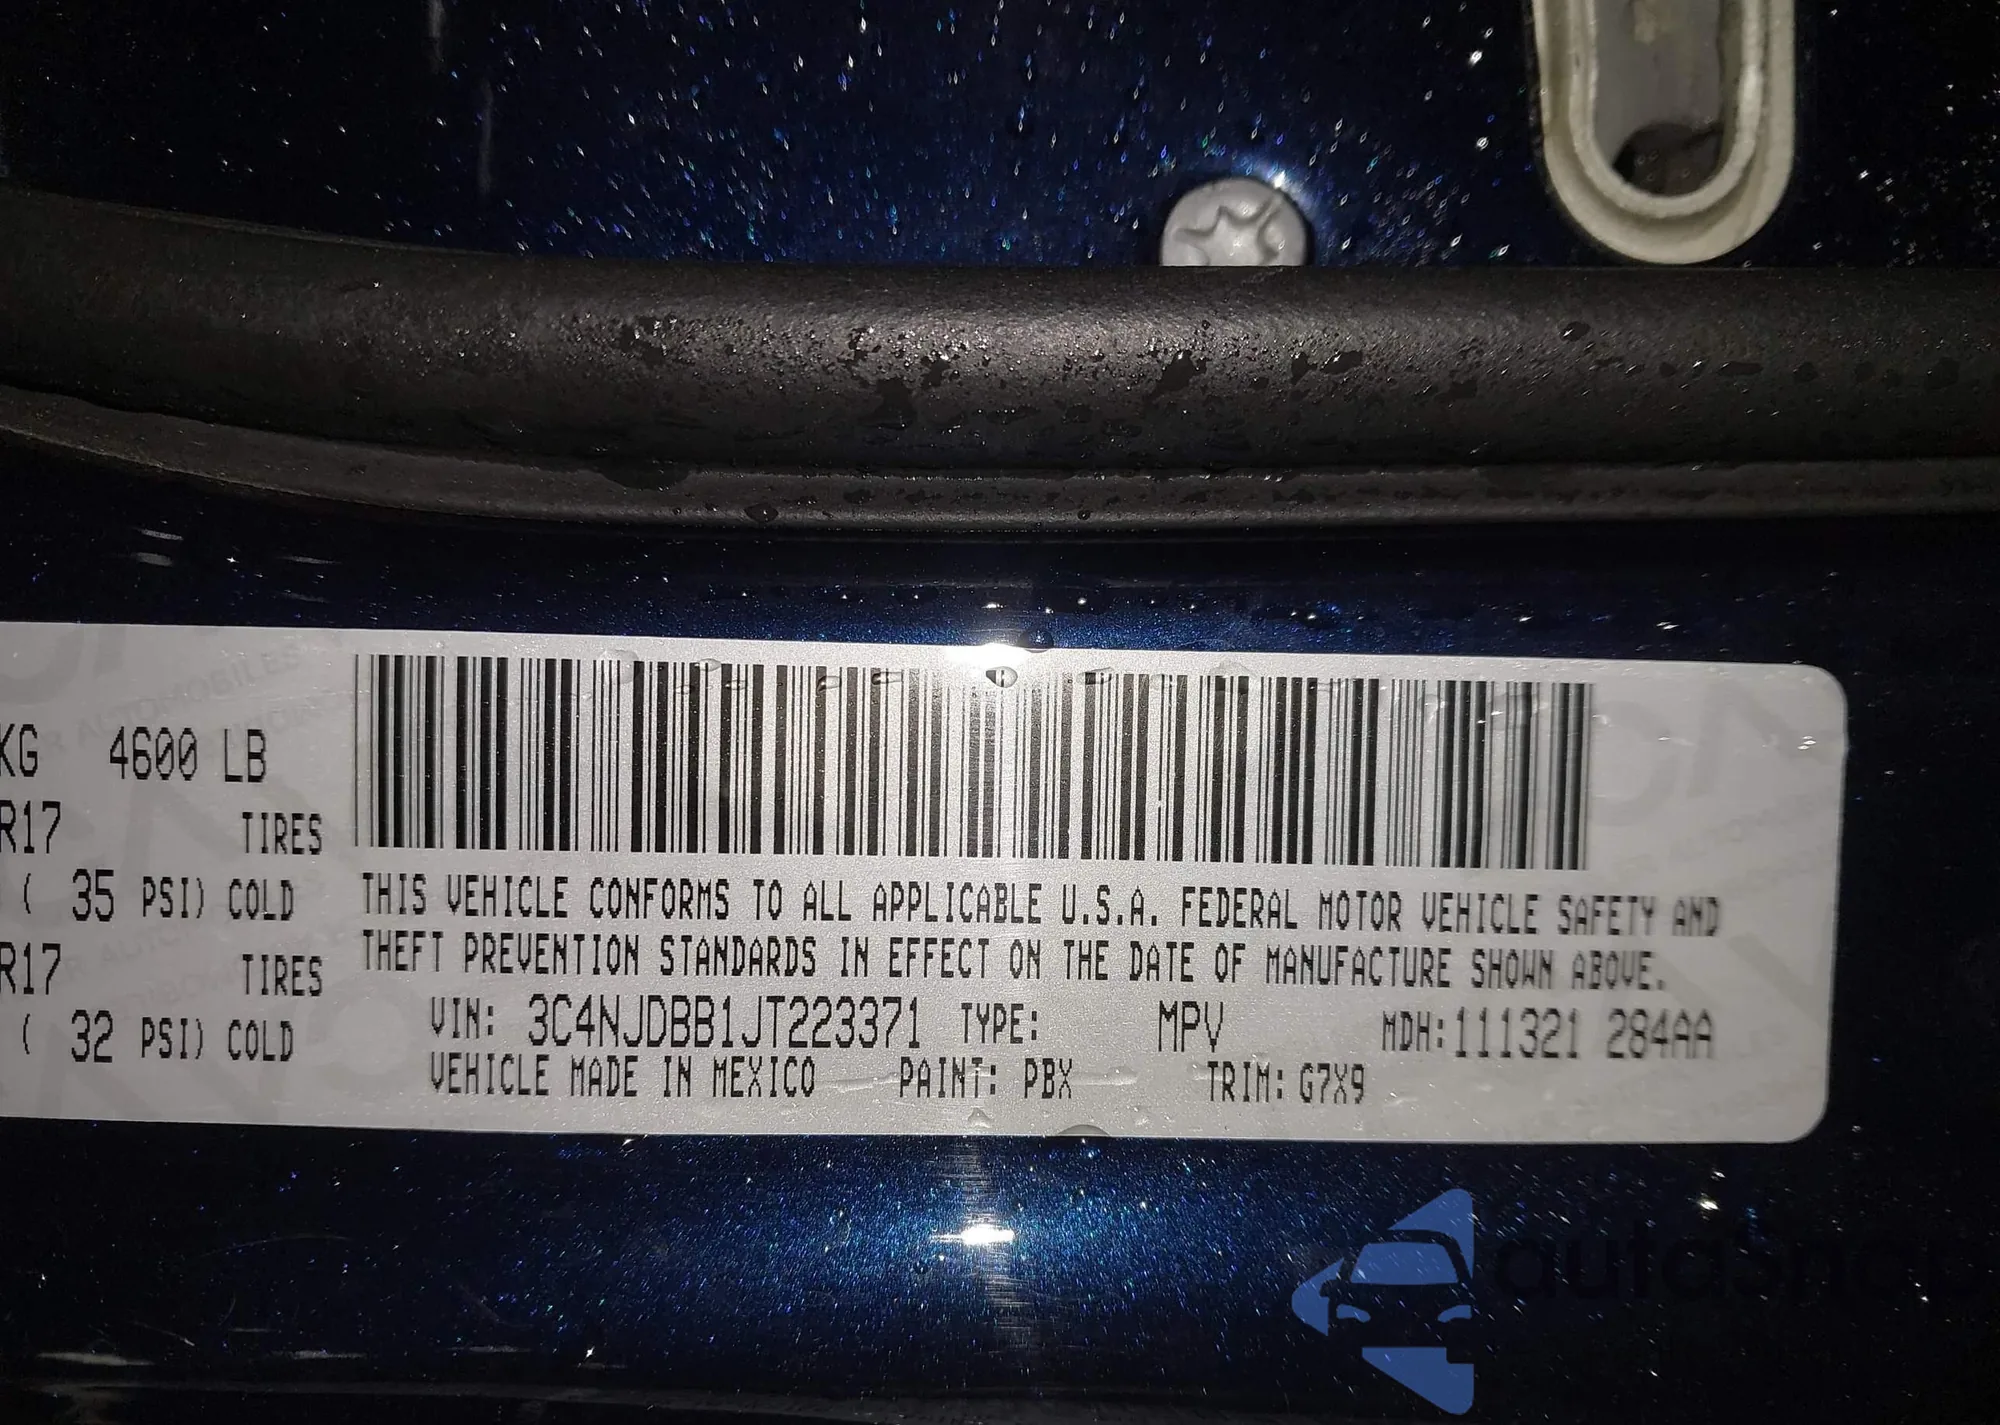 KG 4600 LB
R17 TIRES
( 35 PSI) COLD
R17 TIRES
( 32 PSI) COLD
THIS VEHICLE CONFORMS TO ALL APPLICABLE U.S.A. FEDERAL MOTOR VEHICLE SAFETY AND
THEFT PREVENTION STANDARDS IN EFFECT ON THE DATE OF MANUFACTURE SHOWN ABOVE.
VIN: 3C4NJDBB1JT223371 TYPE: MPV MDH:111321 284AA
VEHICLE MADE IN MEXICO PAINT: PBX TRIM: G7X9